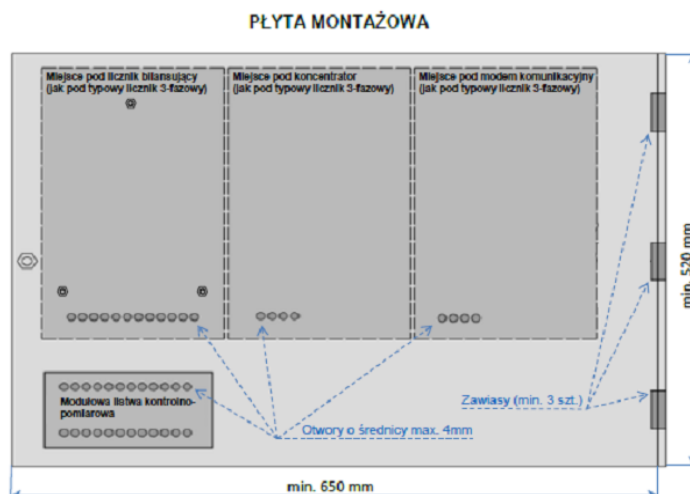 PŁYTA MONTAŻOWA
Miejsce pod licznik bilansujący
(jak pod typowy licznik 3-fazowy)
Miejsce pod koncentrator
(jak pod typowy licznik 3-fazowy)
Miejsce pod modem komunikacyjny
(jak pod typowy licznik 3-fazowy)
min. 520 mm
Modułowa listwa kontrolno-
pomiarowa
Otwory o średnicy max. 4mm
Zawiasy (min. 3 szt.)
min. 650 mm